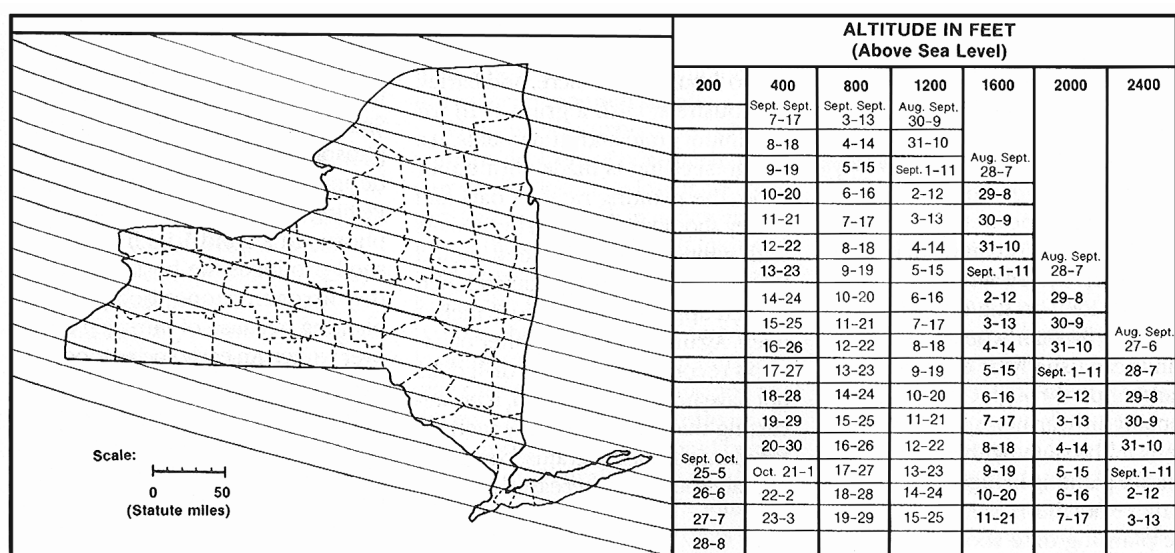 ALTITUDE IN FEET
(Above Sea Level)
200 400 800 1200 1600 2000 2400
Sept. Sept. Sept. Sept. Aug. Sept.
7-17 3-13 30-9
8-18 4-14 31-10
Aug. Sept.
9-19 5-15 Sept. 1-11 28-7
10-20 6-16 2-12 29-8
11-21 7-17 3-13 30-9
12-22 8-18 4-14 31-10
Aug. Sept.
13-23 9-19 5-15 Sept. 1-11 28-7
14-24 10-20 6-16 2-12 29-8
15-25 11-21 7-17 3-13 30-9
Aug. Sept.
16-26 12-22 8-18 4-14 31-10 27-6
17-27 13-23 9-19 5-15 Sept. 1-11 28-7
18-28 14-24 10-20 6-16 2-12 29-8
19-29 15-25 11-21 7-17 3-13 30-9
20-30 16-26 12-22 8-18 4-14 31-10
Sept. Oct.
25-5 Oct. 21-1 17-27 13-23 9-19 5-15 Sept. 1-11
26-6 22-2 18-28 14-24 10-20 6-16 2-12
27-7 23-3 19-29 15-25 11-21 7-17 3-13
28-8
Scale:
0 50
(Statute miles)